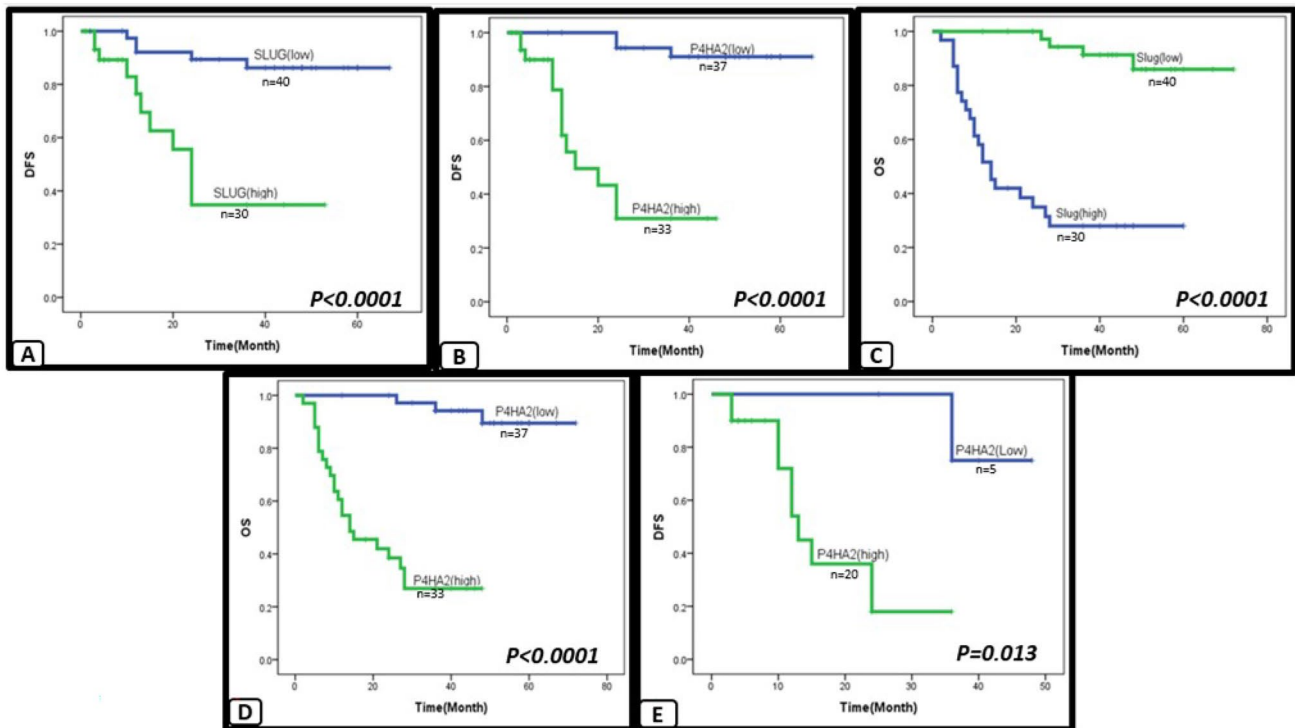 1.0
0.8
0.6
0.4
0.2
0.0
DFS
SLUG(low)
n=40
SLUG(high)
n=30
P<0.0001
0
20
40
60
Time(Month)
A
1.0
0.8
0.6
0.4
0.2
0.0
DFS
P4HA2(low)
n=37
P4HA2(high)
n=33
P<0.0001
0
20
40
60
Time(Month)
B
1.0
0.8
0.6
0.4
0.2
0.0
OS
Slug(low)
n=40
Slug(high)
n=30
P<0.0001
0
20
40
60
80
Time(Month)
C
1.0
0.8
0.6
0.4
0.2
0.0
OS
P4HA2(low)
n=37
P4HA2(high)
n=33
P<0.0001
0
20
40
60
80
Time(Month)
D
1.0
0.8
0.6
0.4
0.2
0.0
DFS
P4HA2(Low)
n=5
P4HA2(high)
n=20
P=0.013
0
10
20
30
40
50
Time(Month)
E